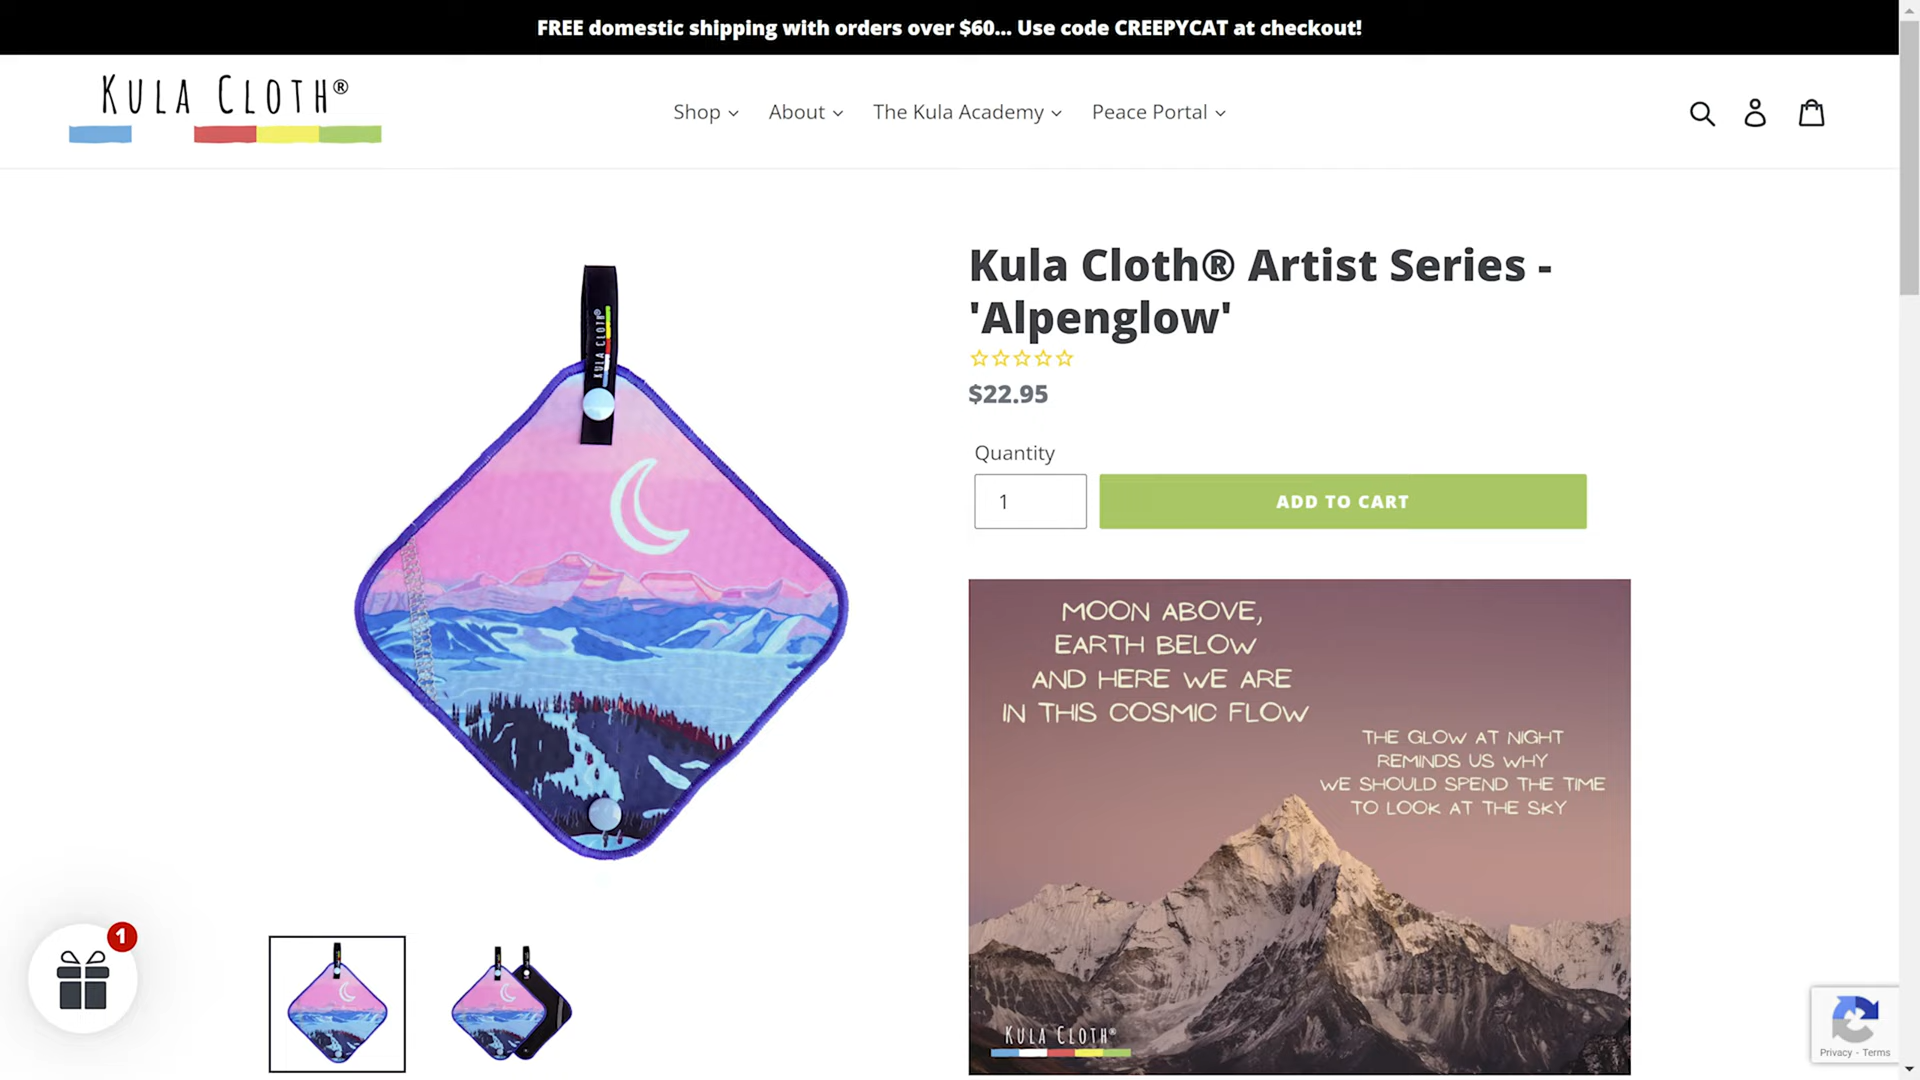 FREE domestic shipping with orders over $60... Use code CREEPYCAT at checkout!
KULA CLOTH®
Shop
About
The Kula Academy
Peace Portal
KULA CLOTH®
Kula Cloth® Artist Series -
'Alpenglow'
$22.95
Quantity
1
ADD TO CART
MOON ABOVE,
EARTH BELOW
AND HERE WE ARE
IN THIS COSMIC FLOW
THE GLOW AT NIGHT
REMINDS US WHY
WE SHOULD SPEND THE TIME
TO LOOK AT THE SKY
KULA CLOTH®
1
Privacy - Terms